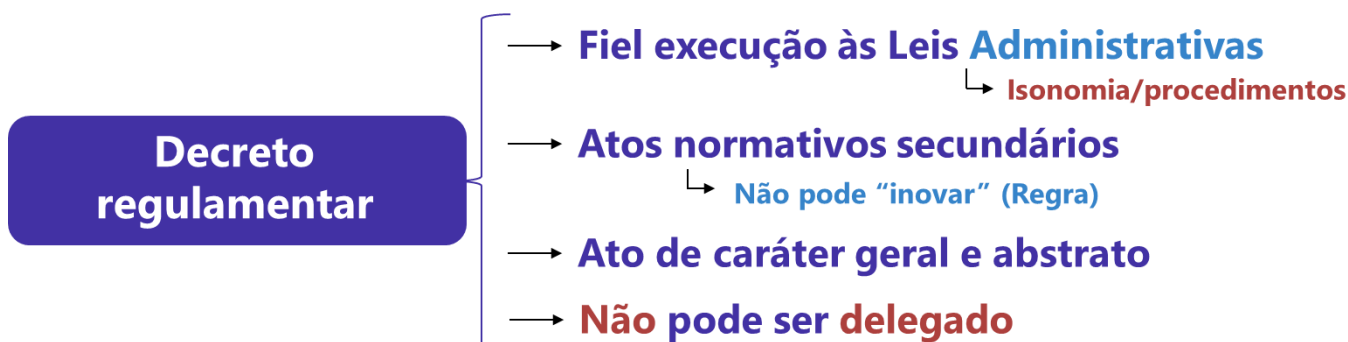 Decreto
regulamentar
Fiel execução às Leis Administrativas
Isonomia/procedimentos
Atos normativos secundários
Não pode “inovar” (Regra)
Ato de caráter geral e abstrato
Não pode ser delegado